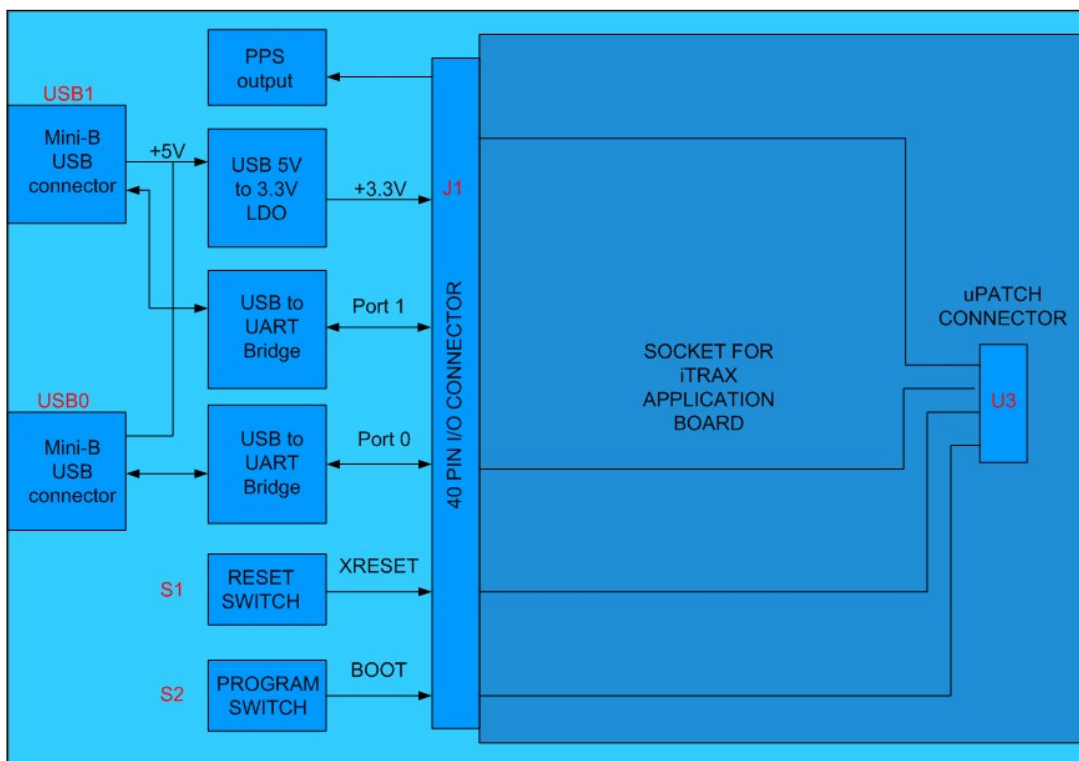 PPS
output
USB1
Mini-B
USB
connector
+5V
USB 5V
to 3.3V
LDO
+3.3V
J1
USB to
UART
Bridge
Port 1
uPATCH
CONNECTOR
SOCKET FOR
iTRAX
APPLICATION
BOARD
U3
USB0
Mini-B
USB
connector
USB to
UART
Bridge
Port 0
40 PIN I/O CONNECTOR
S1
RESET
SWITCH
XRESET
S2
PROGRAM
SWITCH
BOOT